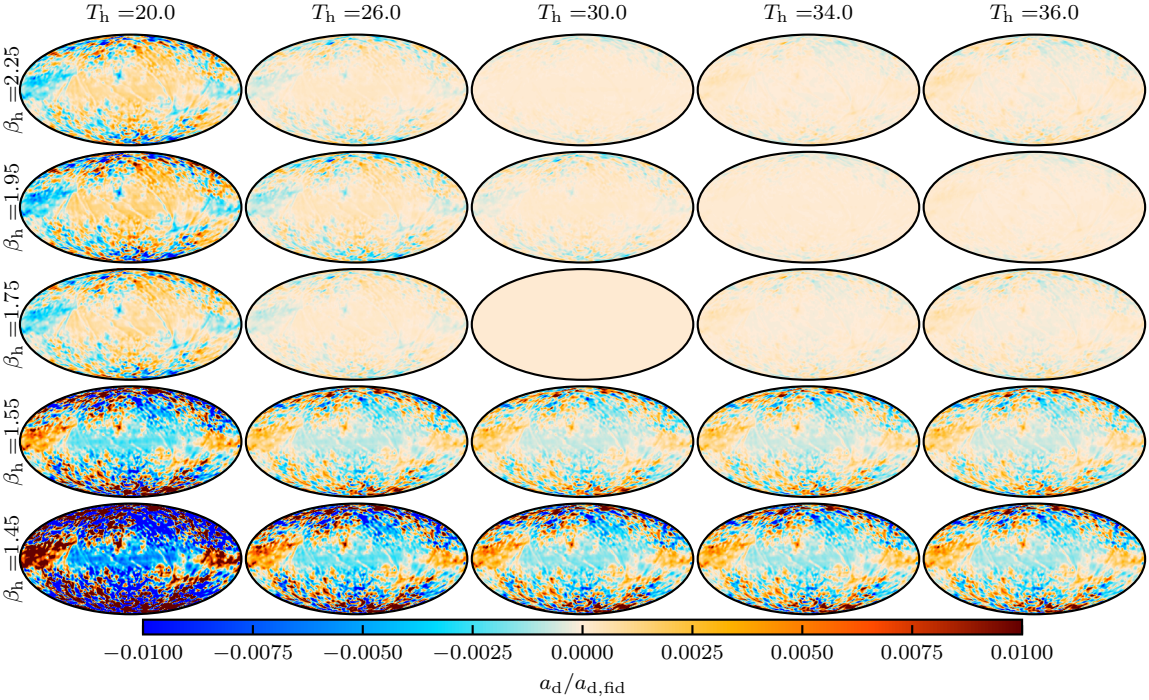 T_h =20.0 T_h =26.0 T_h =30.0 T_h =34.0 T_h =36.0
β_h =2.25
β_h =1.95
β_h =1.75
β_h =1.55
β_h =1.45
−0.0100 −0.0075 −0.0050 −0.0025 0.0000 0.0025 0.0050 0.0075 0.0100
a_d/a_d,fid